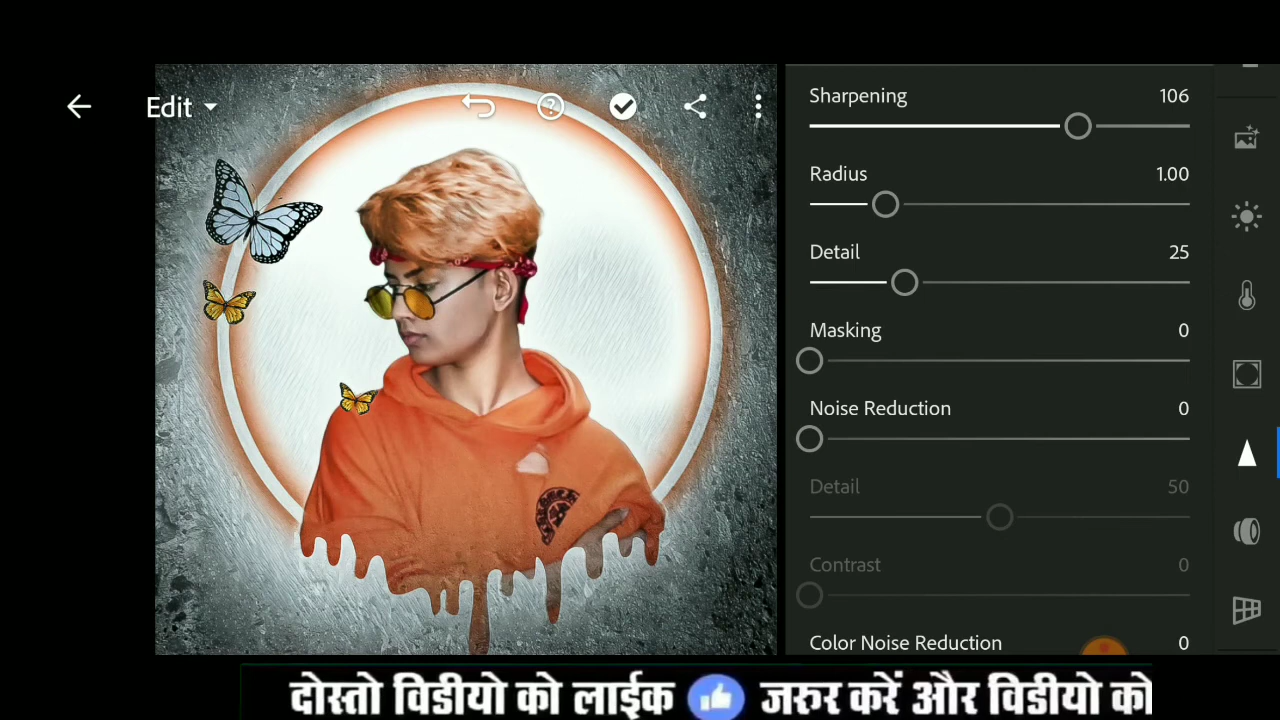 Edit
Sharpening 106
Radius 1.00
Detail 25
Masking 0
Noise Reduction 0
Detail 50
Contrast 0
Color Noise Reduction 0
दोस्तो विडीयो को लाईक जरुर करें और विडीयो को